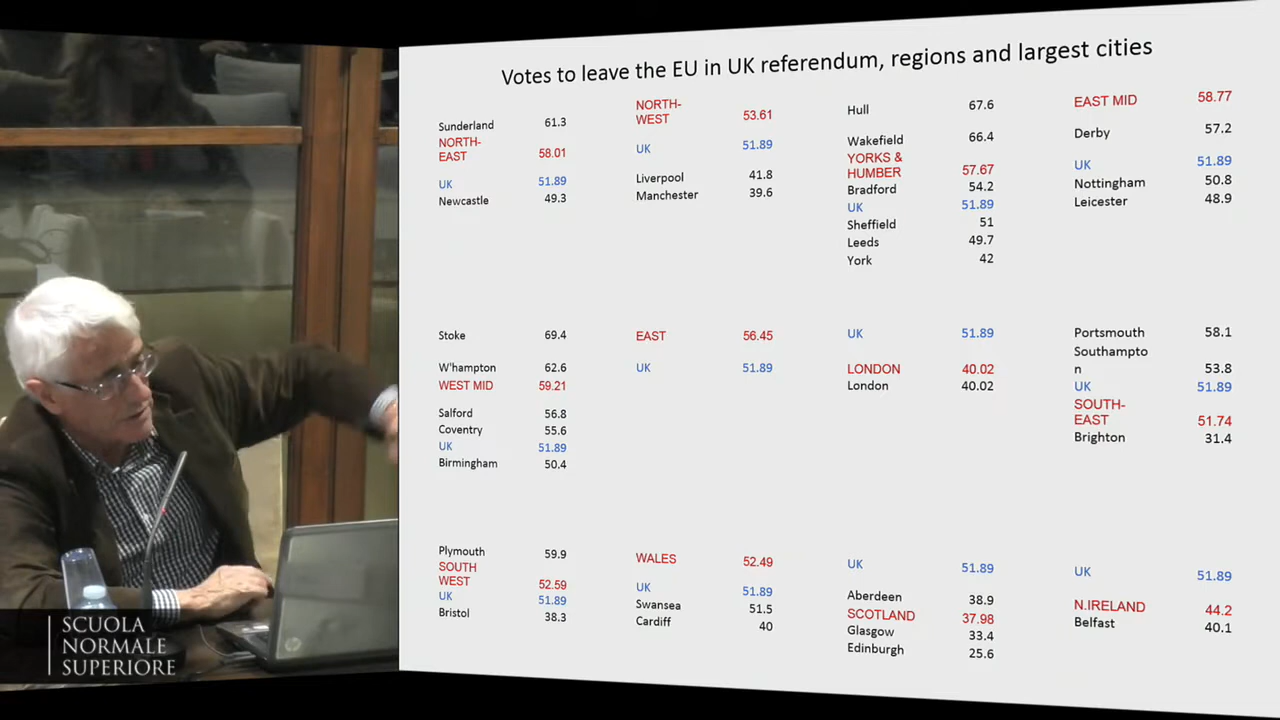 Votes to leave the EU in UK referendum, regions and largest cities
Sunderland 61.3
NORTH-
EAST 58.01
UK 51.89
Newcastle 49.3
NORTH-
WEST 53.61
UK 51.89
Liverpool 41.8
Manchester 39.6
Hull 67.6
Wakefield 66.4
YORKS &
HUMBER 57.67
Bradford 54.2
UK 51.89
Sheffield 51
Leeds 49.7
York 42
EAST MID 58.77
Derby 57.2
UK 51.89
Nottingham 50.8
Leicester 48.9
Stoke 69.4
W'hampton 62.6
WEST MID 59.21
Salford 56.8
Coventry 55.6
UK 51.89
Birmingham 50.4
EAST 56.45
UK 51.89
UK 51.89
LONDON 40.02
London 40.02
Portsmouth 58.1
Southampto
n 53.8
UK 51.89
SOUTH-
EAST 51.74
Brighton 31.4
Plymouth 59.9
SOUTH
WEST 52.59
UK 51.89
Bristol 38.3
WALES 52.49
UK 51.89
Swansea 51.5
Cardiff 40
UK 51.89
Aberdeen 38.9
SCOTLAND 37.98
Glasgow 33.4
Edinburgh 25.6
UK 51.89
N.IRELAND 44.2
Belfast 40.1
SCUOLA
NORMALE
SUPERIORE
hp